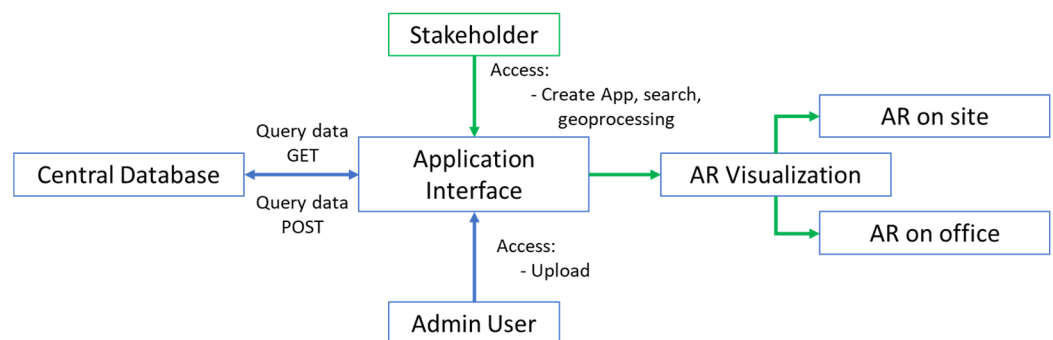 Stakeholder
Access:
- Create App, search,
geoprocessing
Query data
GET
Central Database
Application
Interface
AR Visualization
AR on site
AR on office
Query data
POST
Access:
- Upload
Admin User